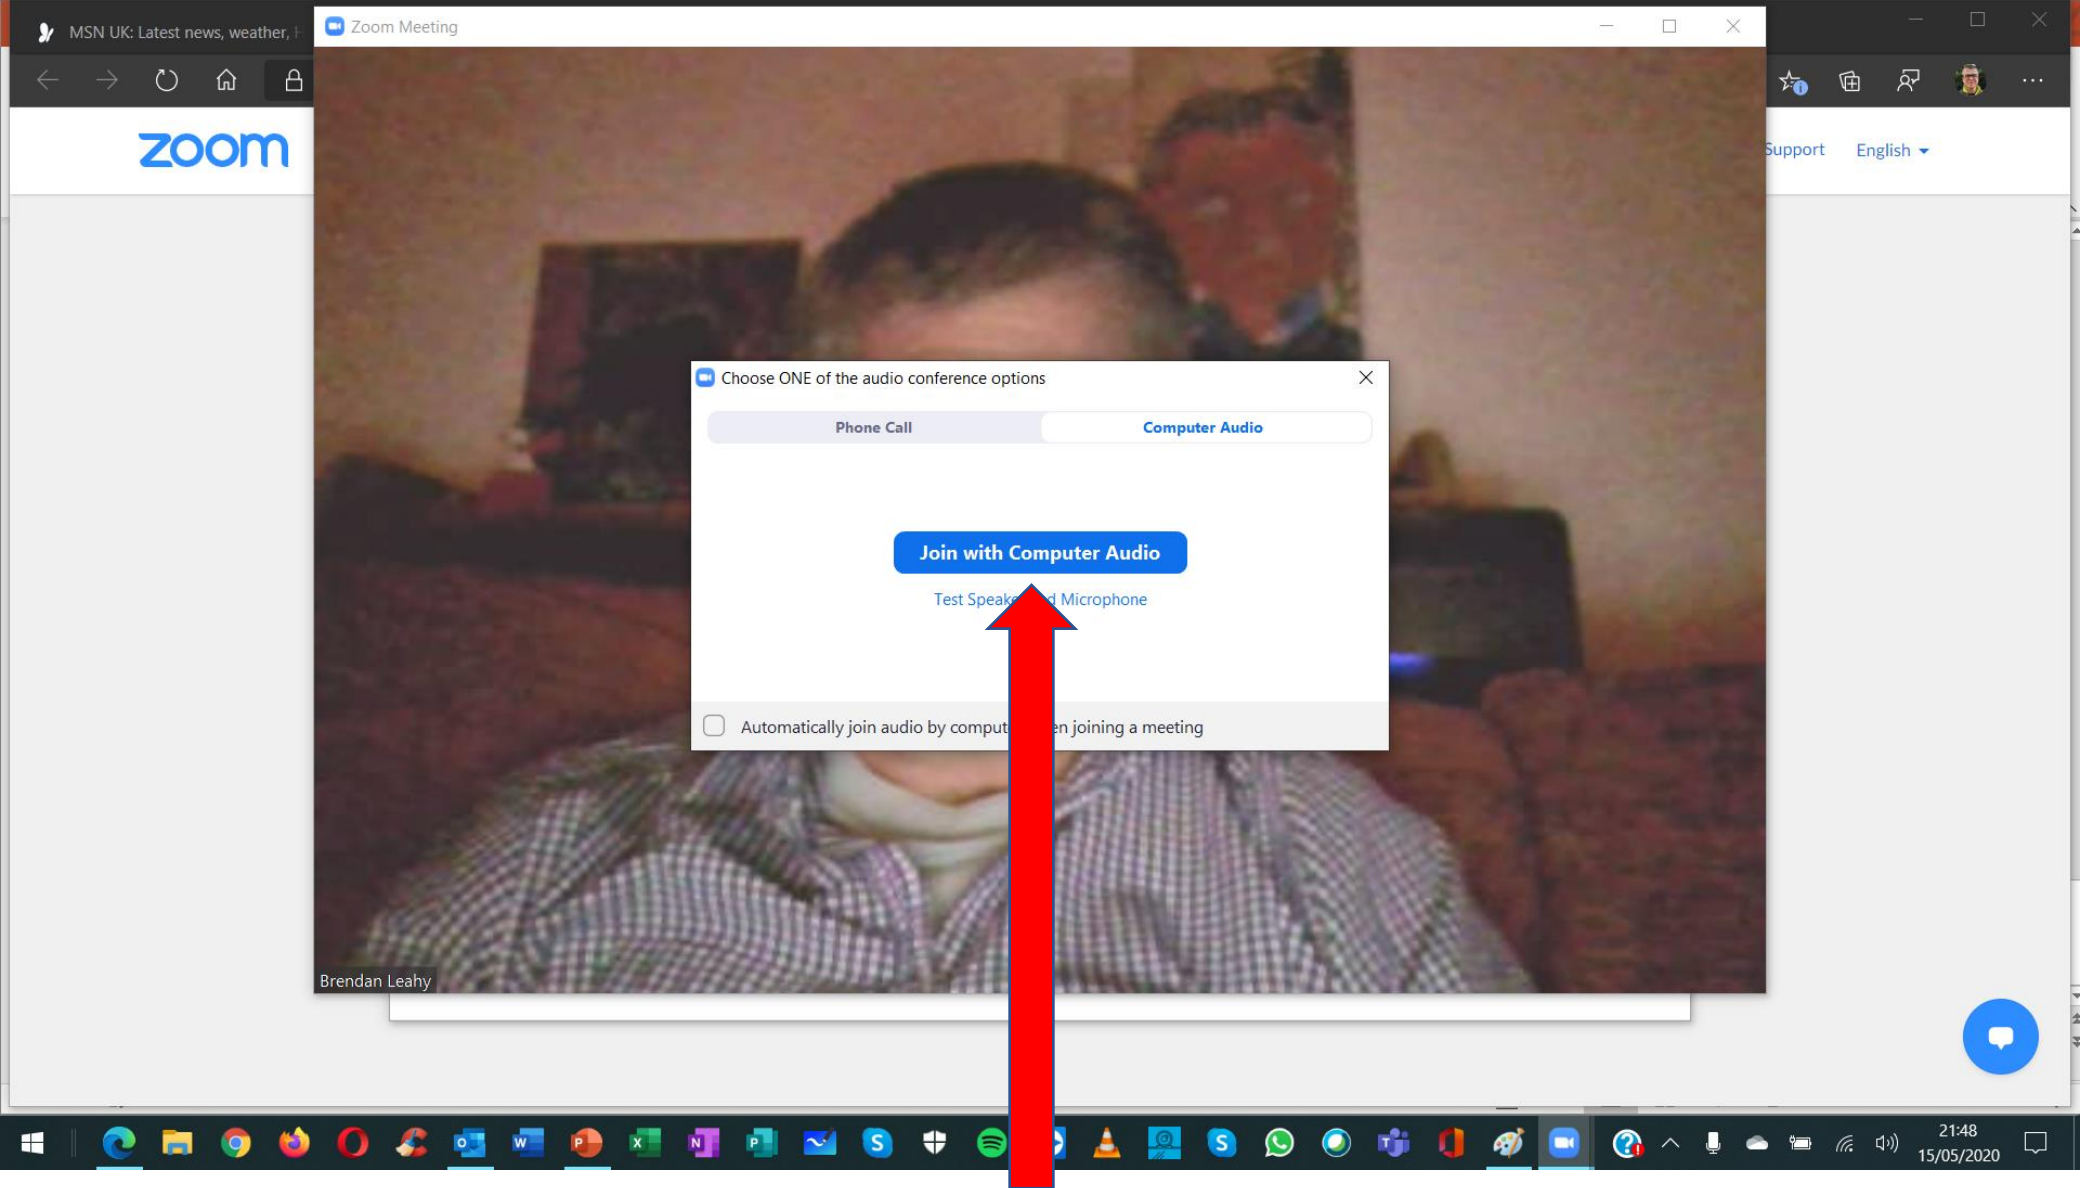 MSN UK: Latest news, weather, H
Zoom Meeting
zoom
Support
English
Choose ONE of the audio conference options
Phone Call
Computer Audio
Join with Computer Audio
Test Speake d Microphone
Automatically join audio by comput en joining a meeting
Brendan Leahy
21:48
15/05/2020